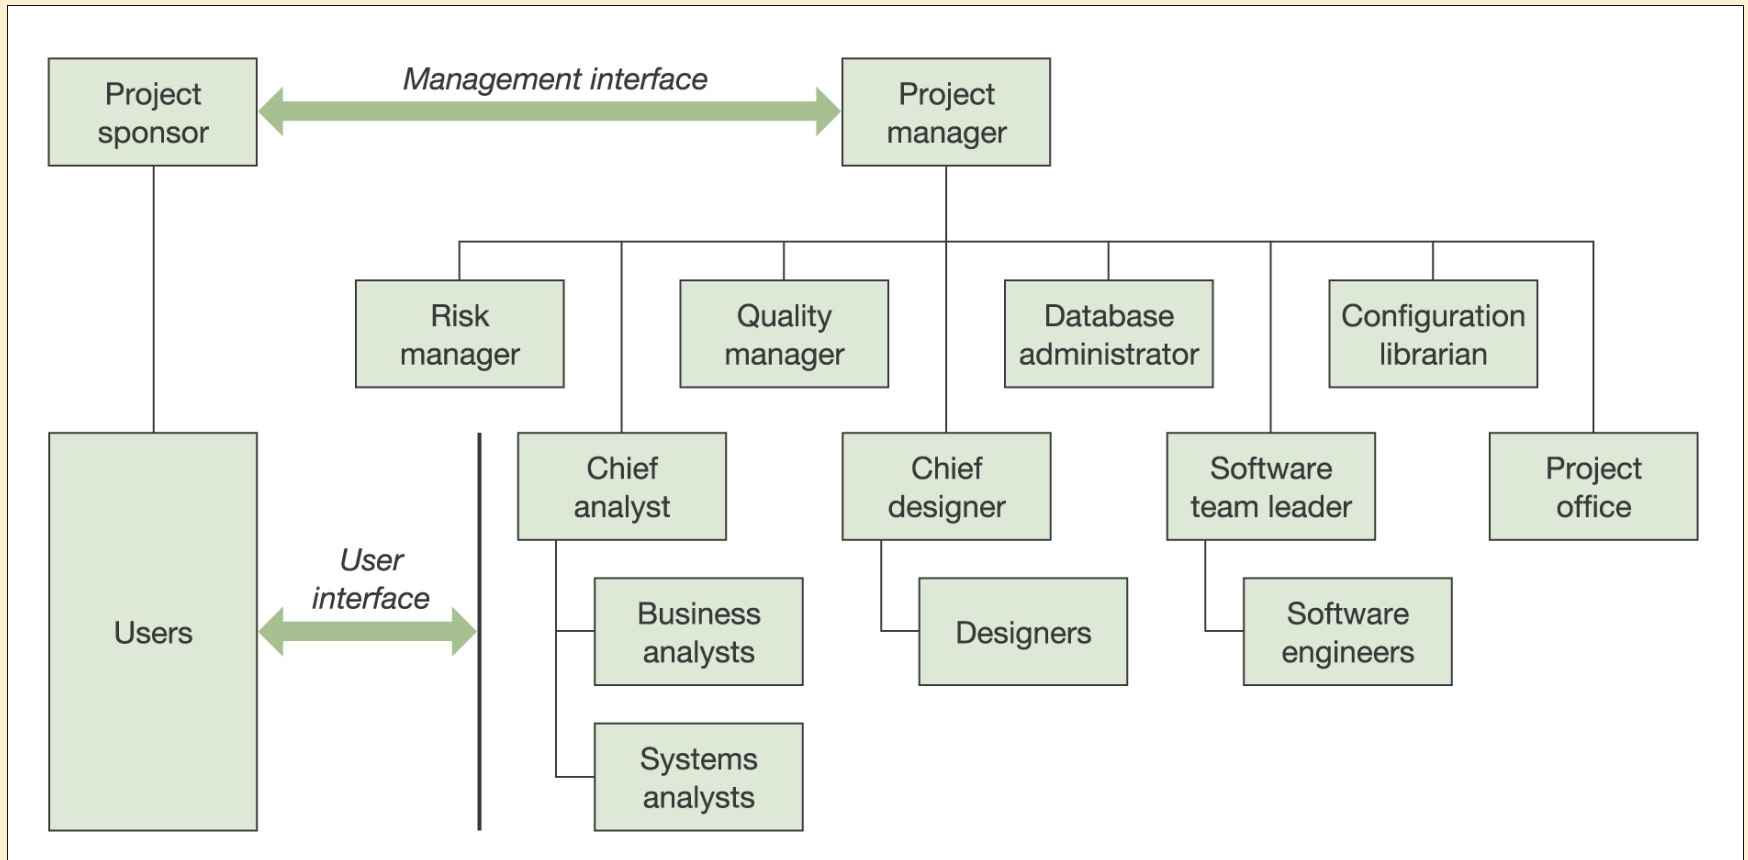 Project
sponsor
Management interface
Project
manager
Risk
manager
Quality
manager
Database
administrator
Configuration
librarian
Users
User
interface
Chief
analyst
Chief
designer
Software
team leader
Project
office
Business
analysts
Designers
Software
engineers
Systems
analysts